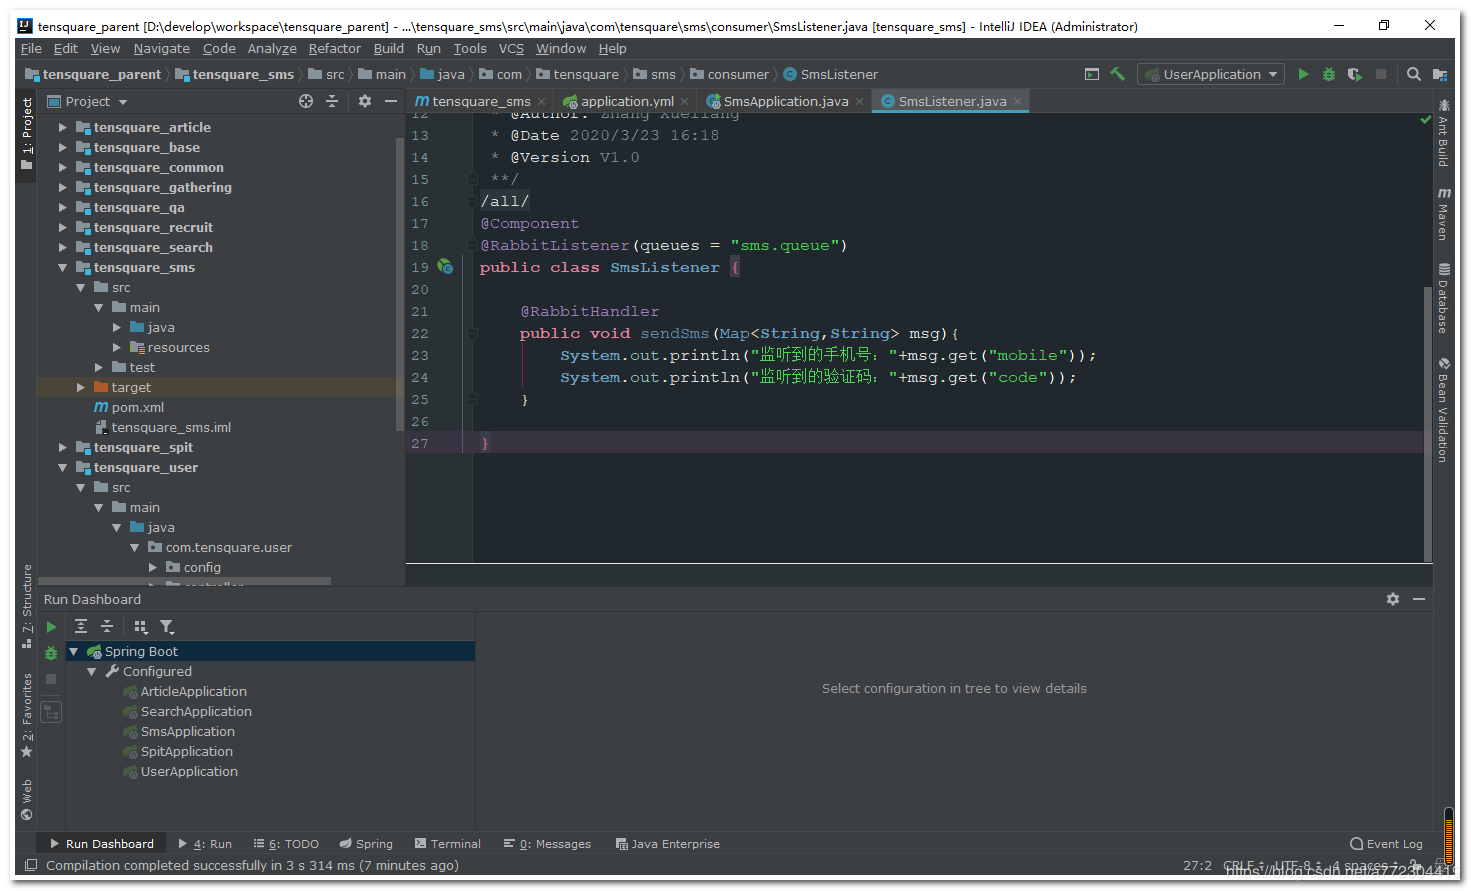 tensquare_parent [D:\develop\workspace\tensquare_parent] - ...\tensquare_sms\src\main\java\com\tensquare\sms\consumer\SmsListener.java [tensquare_sms] - IntelliJ IDEA (Administrator)
File Edit View Navigate Code Analyze Refactor Build Run Tools VCS Window Help
tensquare_parent tensquare_sms src main java com tensquare sms consumer SmsListener UserApplication
Project
tensquare_sms application.yml SmsApplication.java SmsListener.java
1: Project
7: Structure
2: Favorites
Web
tensquare_article
tensquare_base
tensquare_common
tensquare_gathering
tensquare_qa
tensquare_recruit
tensquare_search
tensquare_sms
src
main
java
resources
test
target
pom.xml
tensquare_sms.iml
tensquare_spit
tensquare_user
src
main
java
com.tensquare.user
config
controller
12 * @Author: Zhang Xueliang
13 * @Date 2020/3/23 16:18
14 * @Version V1.0
15 **/
16 /all/
17 @Component
18 @RabbitListener(queues = "sms.queue")
19 public class SmsListener {
20
21 @RabbitHandler
22 public void sendSms(Map<String,String> msg){
23 System.out.println("监听到的手机号："+msg.get("mobile"));
24 System.out.println("监听到的验证码："+msg.get("code"));
25 }
26
27 }
Ant Build
Maven
Database
Bean Validation
Run Dashboard
Spring Boot
Configured
ArticleApplication
SearchApplication
SmsApplication
SpitApplication
UserApplication
Select configuration in tree to view details
Run Dashboard 4: Run 6: TODO Spring Terminal 0: Messages Java Enterprise Event Log
Compilation completed successfully in 3 s 314 ms (7 minutes ago) 27:2 CRLF UTF-8 4 spaces
https://blog.csdn.net/a772304419